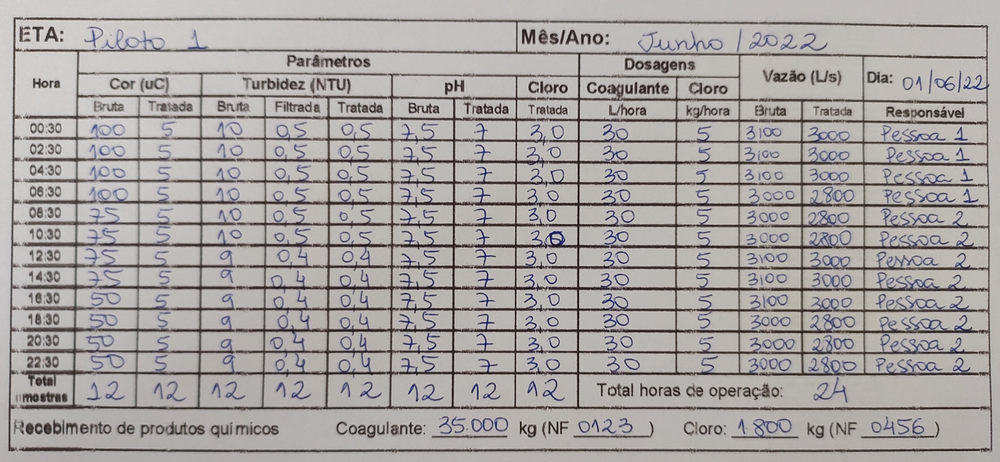 ETA: Piloto 1 Mês/Ano: Junho / 2022
Parâmetros Dosagens
Hora Cor (uC) Turbidez (NTU) pH Cloro Coagulante Cloro Vazão (L/s) Dia: 01/06/22
Bruta Tratada Bruta Filtrada Tratada Bruta Tratada Tratada L/hora kg/hora Bruta Tratada Responsável
00:30 100 5 10 0,5 0,5 7,5 7 3,0 30 5 3100 3000 Pessoa 1
02:30 100 5 10 0,5 0,5 7,5 7 3,0 30 5 3100 3000 Pessoa 1
04:30 100 5 10 0,5 0,5 7,5 7 3,0 30 5 3100 3000 Pessoa 1
06:30 100 5 10 0,5 0,5 7,5 7 3,0 30 5 3000 2800 Pessoa 1
08:30 75 5 10 0,5 0,5 7,5 7 3,0 30 5 3000 2800 Pessoa 2
10:30 75 5 10 0,5 0,5 7,5 7 3,0 30 5 3000 2800 Pessoa 2
12:30 75 5 9 0,4 0,4 7,5 7 3,0 30 5 3100 3000 Pessoa 2
14:30 75 5 9 0,4 0,4 7,5 7 3,0 30 5 3100 3000 Pessoa 2
16:30 50 5 9 0,4 0,4 7,5 7 3,0 30 5 3100 3000 Pessoa 2
18:30 50 5 9 0,4 0,4 7,5 7 3,0 30 5 3000 2800 Pessoa 2
20:30 50 5 9 0,4 0,4 7,5 7 3,0 30 5 3000 2800 Pessoa 2
22:30 50 5 9 0,4 0,4 7,5 7 3,0 30 5 3000 2800 Pessoa 2
Total mostras 12 12 12 12 12 12 12 12 Total horas de operação: 24
Recebimento de produtos químicos Coagulante: 35.000 kg (NF 0123 ) Cloro: 1.800 kg (NF 0456 )